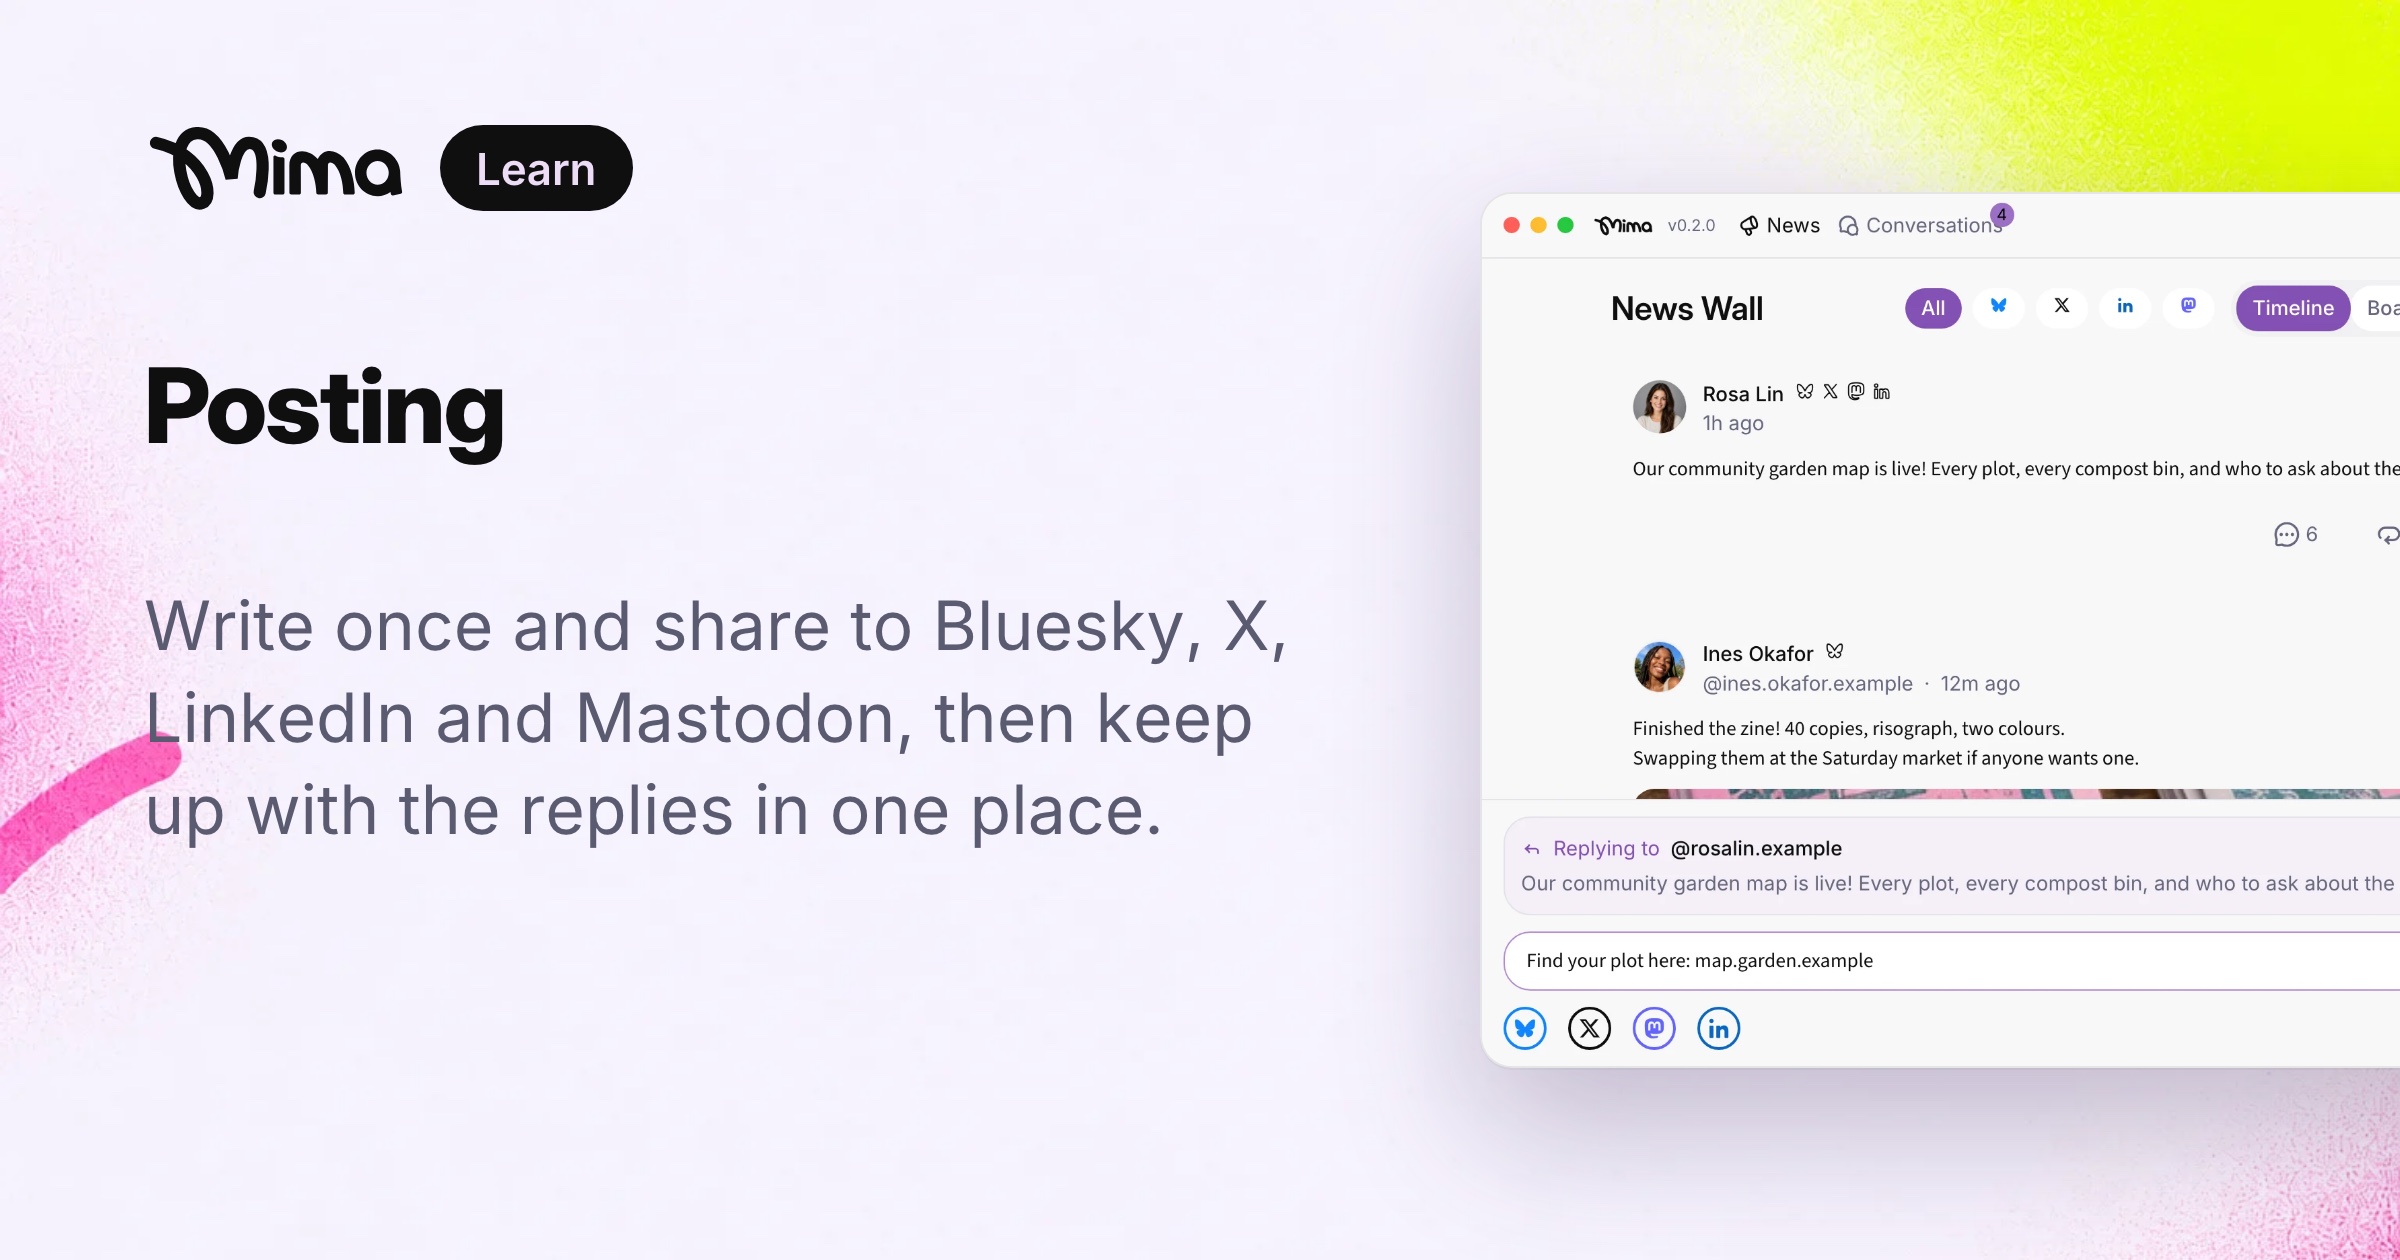 Mima Learn
Posting
Write once and share to Bluesky, X,
LinkedIn and Mastodon, then keep
up with the replies in one place.
Mima v0.2.0 News Conversations 4
News Wall All Timeline
Rosa Lin
1h ago
Our community garden map is live! Every plot, every compost bin, and who to ask about the
6
Ines Okafor
@ines.okafor.example · 12m ago
Finished the zine! 40 copies, risograph, two colours.
Swapping them at the Saturday market if anyone wants one.
Replying to @rosalin.example
Our community garden map is live! Every plot, every compost bin, and who to ask about the
Find your plot here: map.garden.example